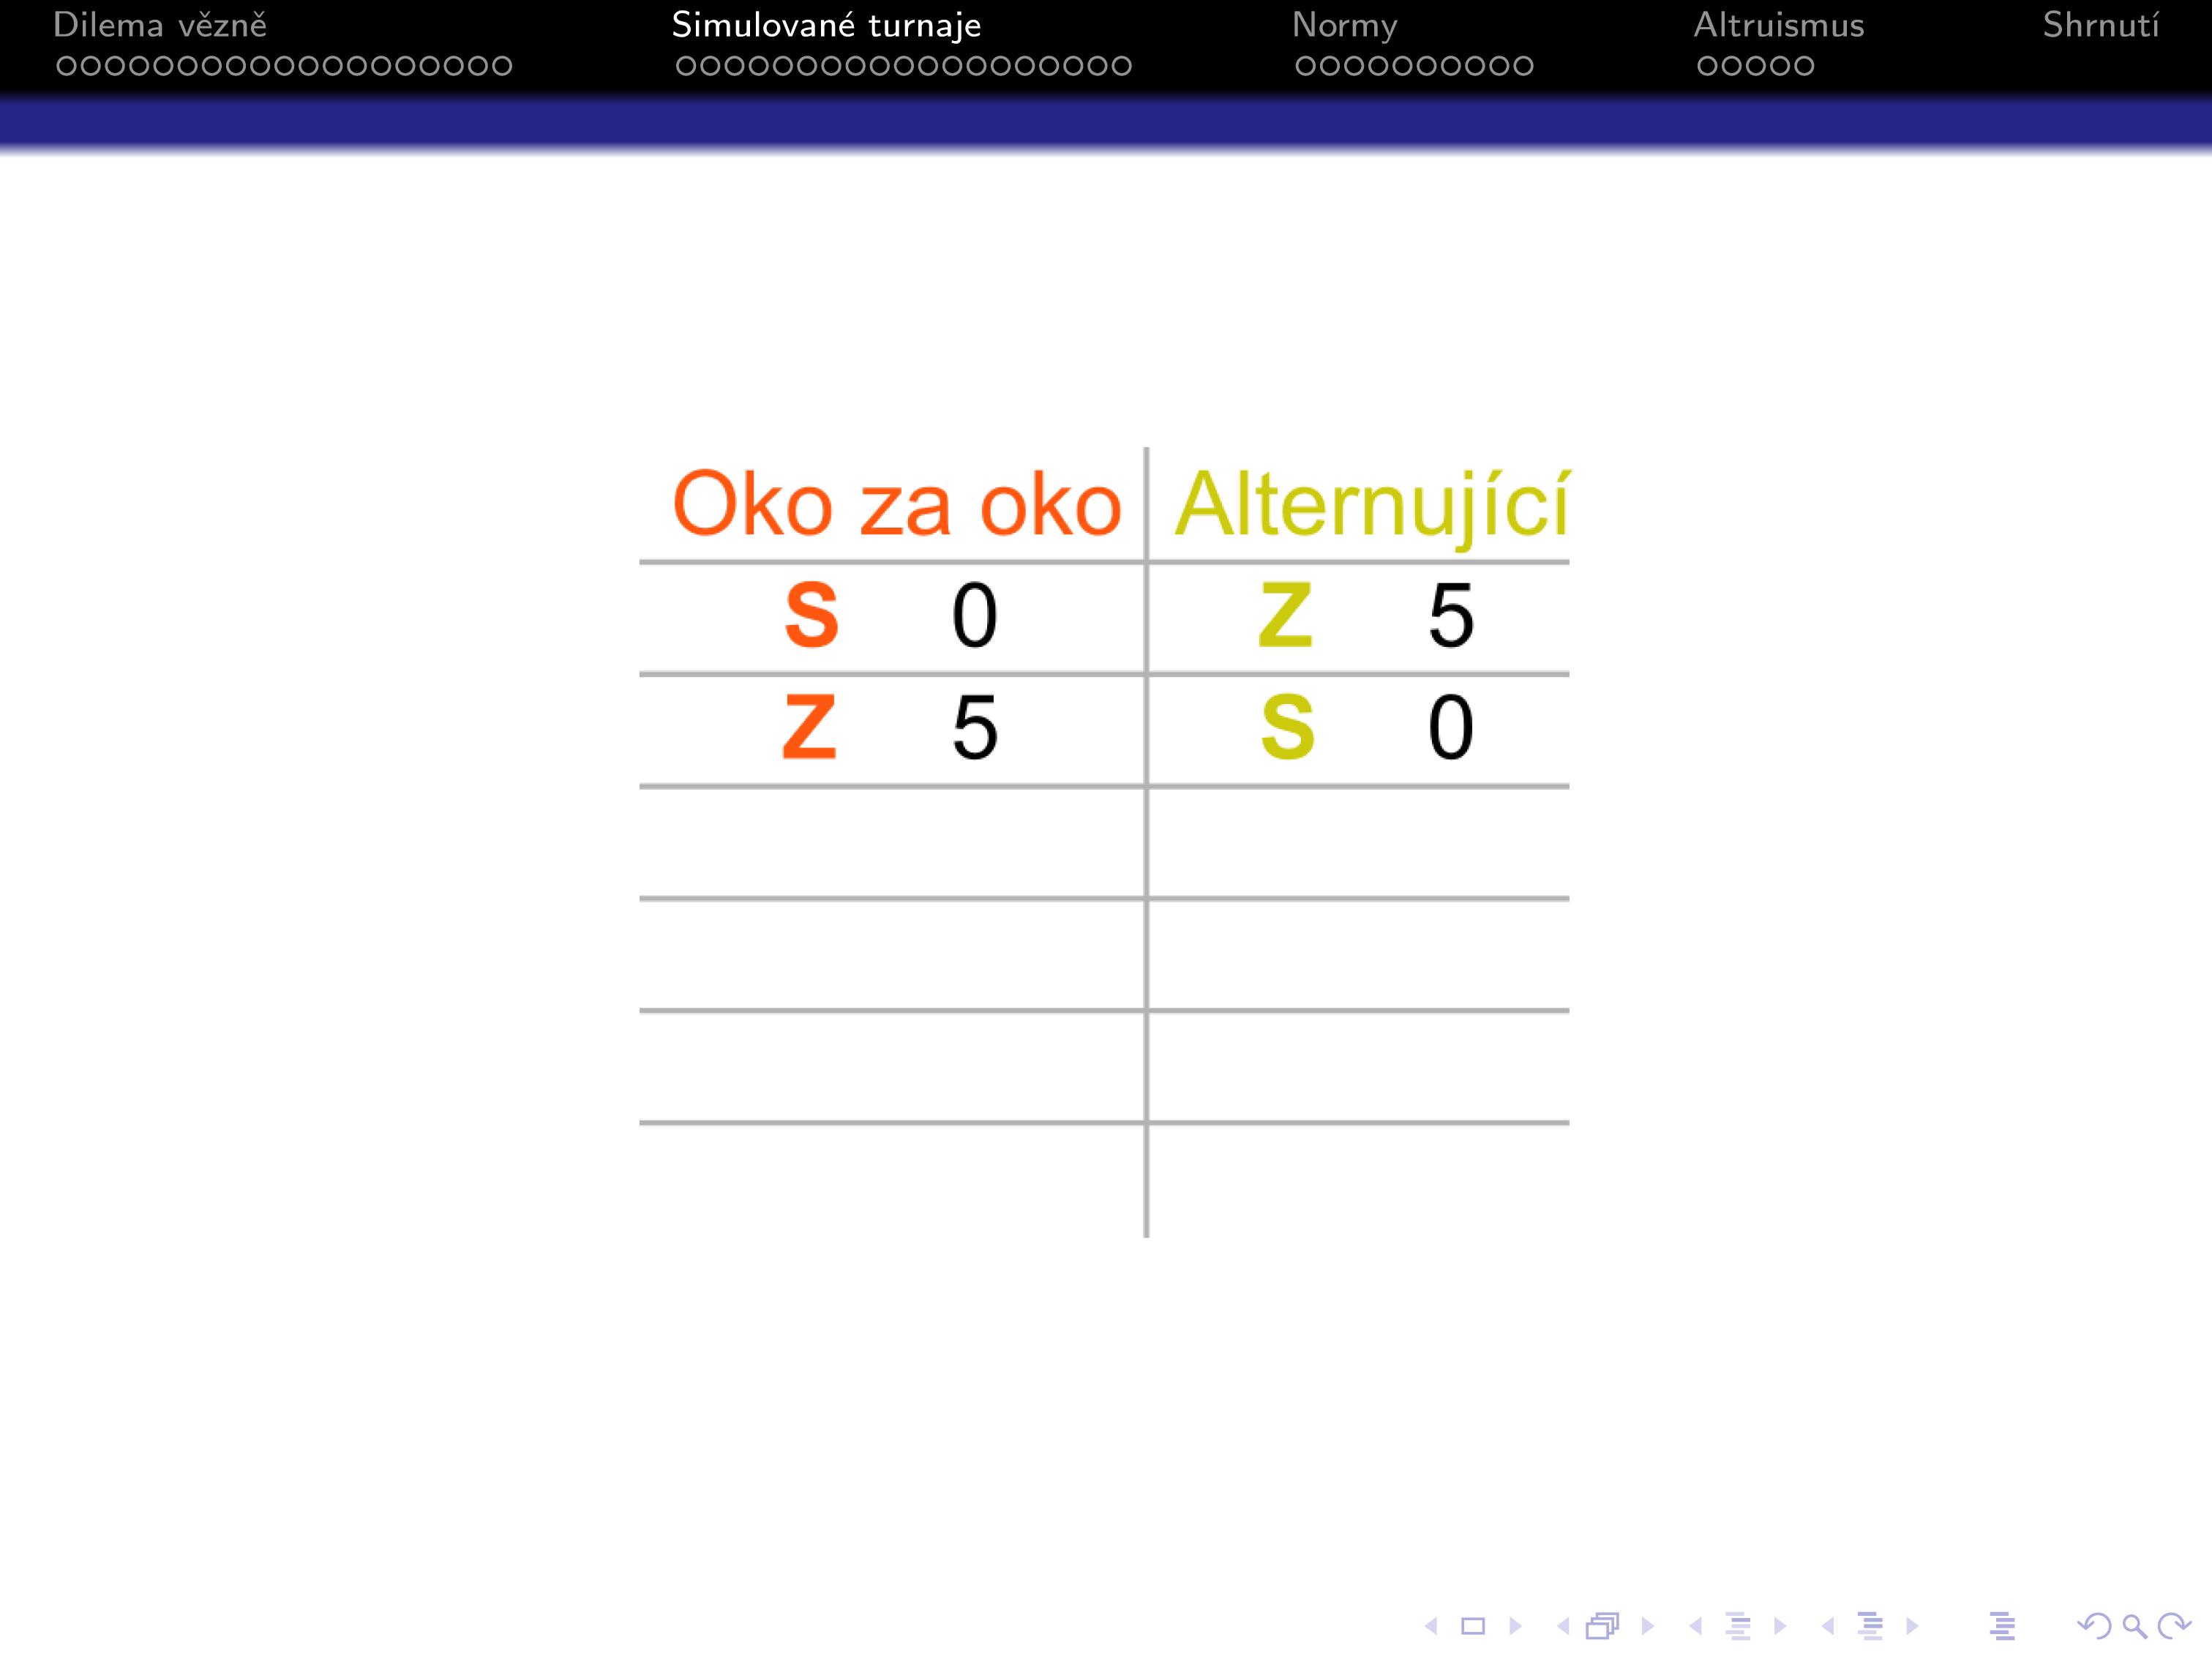 Dilema vězně Simulované turnaje Normy Altruismus Shrnutí
Oko za oko Alternující
S 0 Z 5
Z 5 S 0